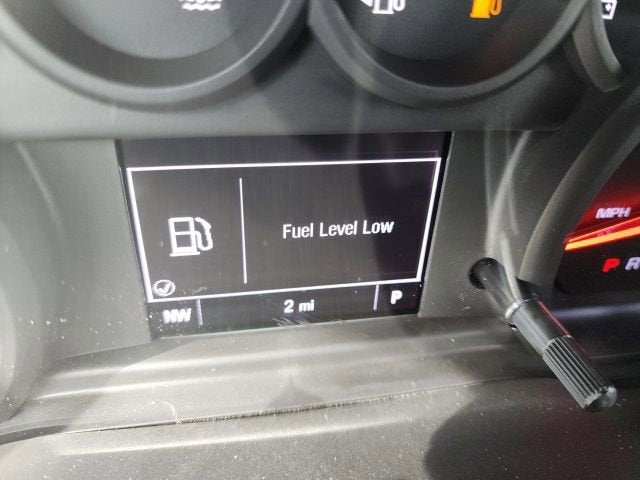 Fuel Level Low
NW 2 mi P
MPH
P R